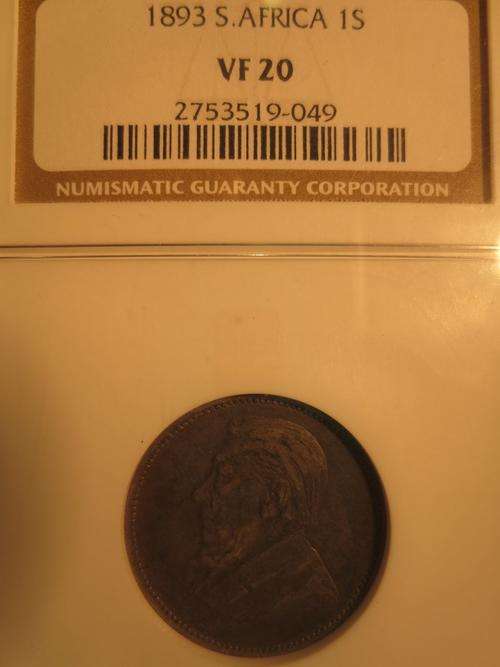 1893 S.AFRICA 1S
VF 20
2753519-049
NUMISMATIC GUARANTY CORPORATION